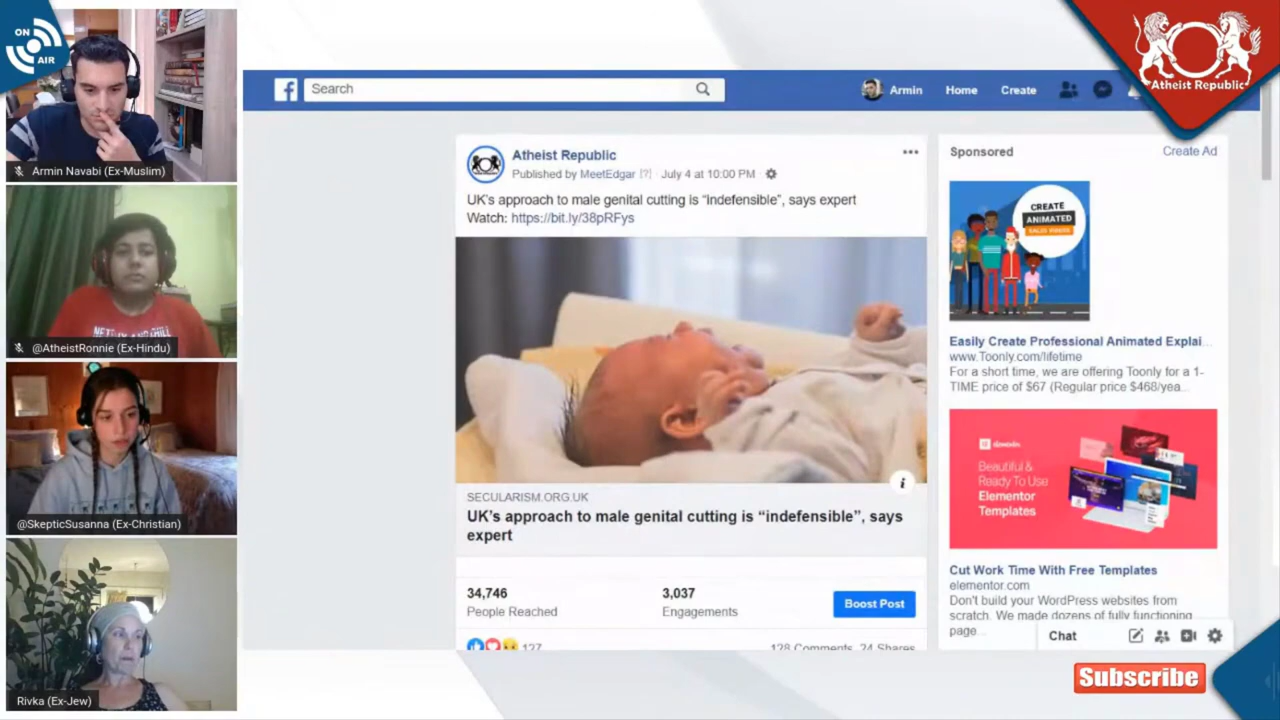 ON
AIR
Armin Navabi (Ex-Muslim)
@AtheistRonnie (Ex-Hindu)
@SkepticSusanna (Ex-Christian)
Rivka (Ex-Jew)
Search
Armin
Home
Create
Atheist Republic
Atheist Republic
Published by MeetEdgar [?] July 4 at 10:00 PM
UK's approach to male genital cutting is "indefensible", says expert
Watch: https://bit.ly/38pRFys
SECULARISM.ORG.UK
UK's approach to male genital cutting is "indefensible", says
expert
34,746
People Reached
3,037
Engagements
Boost Post
127
128 Comments 24 Shares
Sponsored
Create Ad
CREATE
ANIMATED
Easily Create Professional Animated Explai...
www.Toonly.com/lifetime
For a short time, we are offering Toonly for a 1-
TIME price of $67 (Regular price $468/yea...
Beautiful &
Ready To Use
Elementor
Templates
Cut Work Time With Free Templates
elementor.com
Don't build your WordPress websites from
scratch. We made dozens of fully functioning
page...
Chat
Subscribe